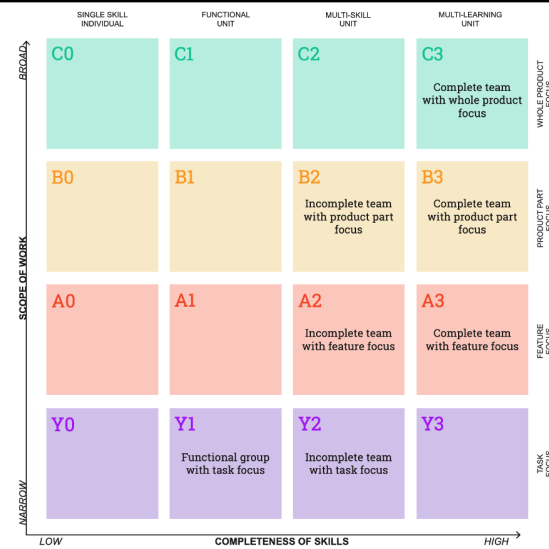 SINGLE SKILL
INDIVIDUAL
FUNCTIONAL
UNIT
MULTI-SKILL
UNIT
MULTI-LEARNING
UNIT
BROAD
C0
C1
C2
C3
Complete team
with whole product
focus
WHOLE PRODUCT
FOCUS
B0
B1
B2
Incomplete team
with product part
focus
B3
Complete team
with product part
focus
PRODUCT PART
FOCUS
SCOPE OF WORK
A0
A1
A2
Incomplete team
with feature focus
A3
Complete team
with feature focus
FEATURE
FOCUS
Y0
Y1
Functional group
with task focus
Y2
Incomplete team
with task focus
Y3
TASK
FOCUS
NARROW
LOW
COMPLETENESS OF SKILLS
HIGH